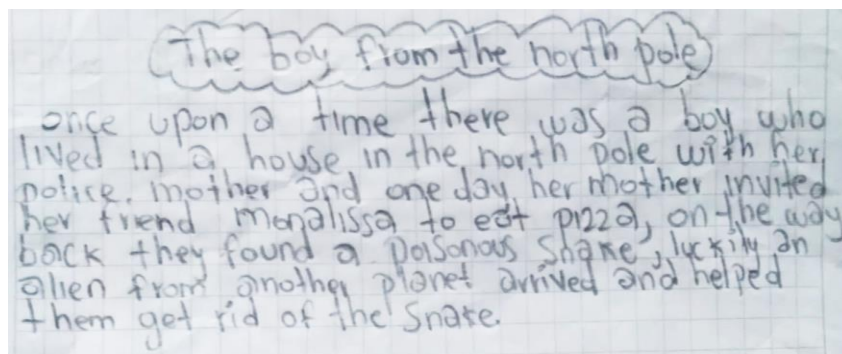 The boy from the north pole
once upon a time there was a boy who
lived in a house in the north pole with her
police. mother and one day her mother invited
her friend monalissa to eat pizza, on the way
back they found a poisonous snake, luckily an
alien from another planet arrived and helped
them get rid of the snake.